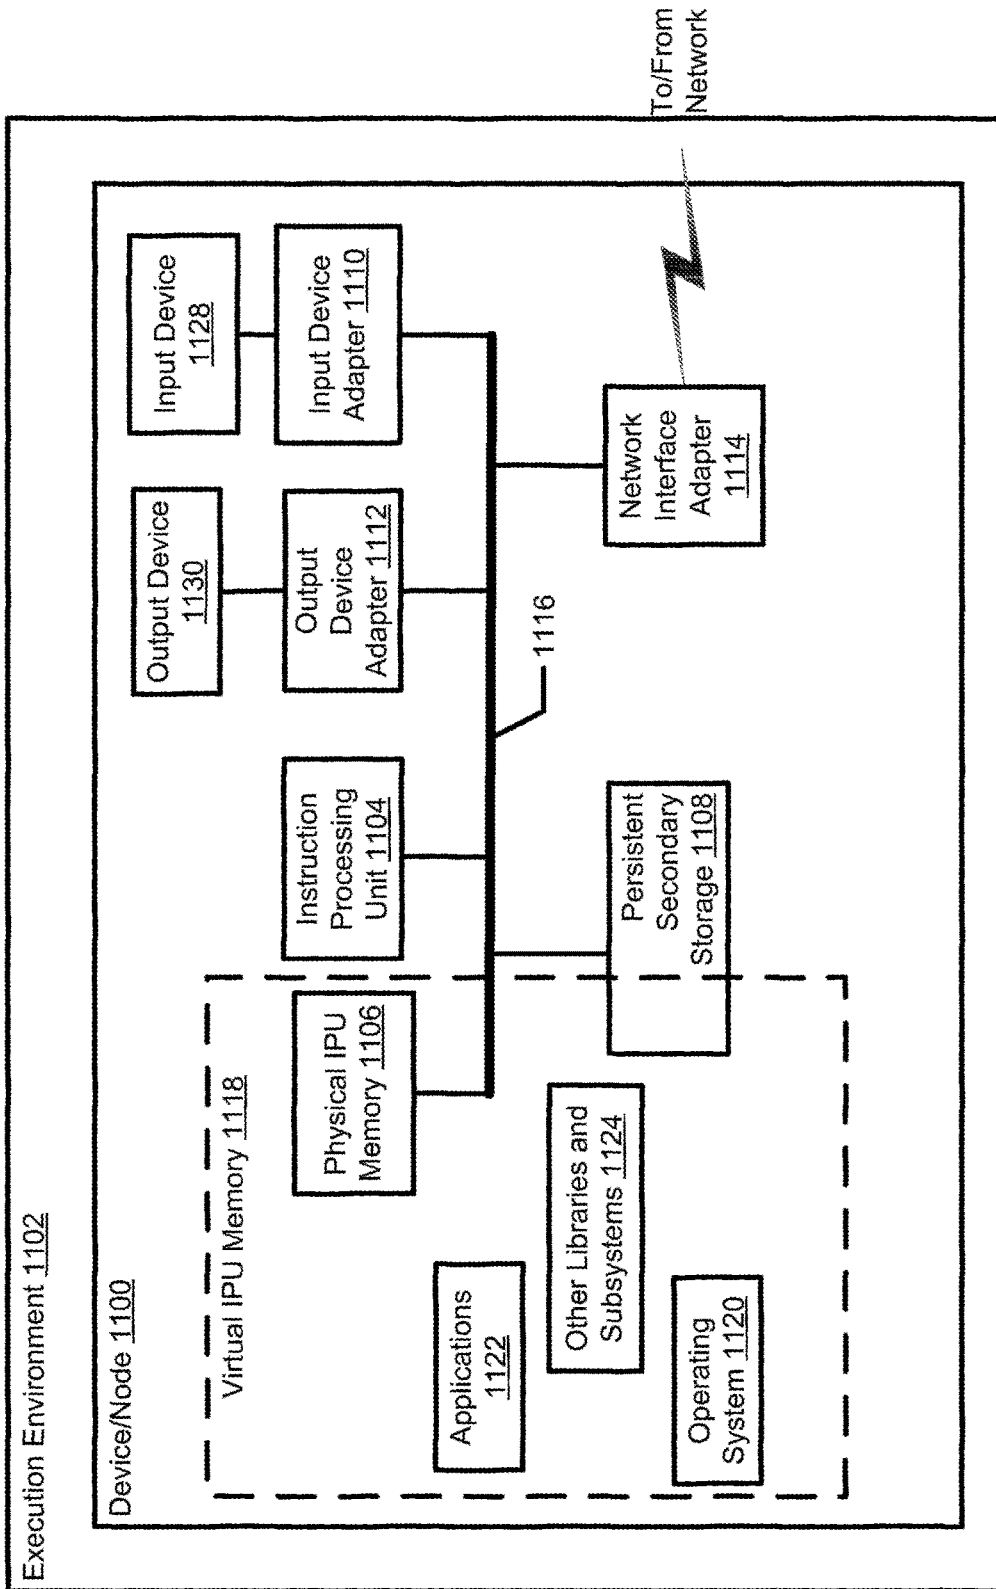 Execution Environment 1102
Device/Node 1100
Virtual IPU Memory 1118
Output Device
1130
Input Device
1128
Physical IPU
Memory 1106
Instruction
Processing
Unit 1104
Output
Device
Adapter 1112
Input Device
Adapter 1110
Applications
1122
1116
Other Libraries and
Subsystems 1124
Persistent
Secondary
Storage 1108
Network
Interface
Adapter
1114
To/From
Network
Operating
System 1120